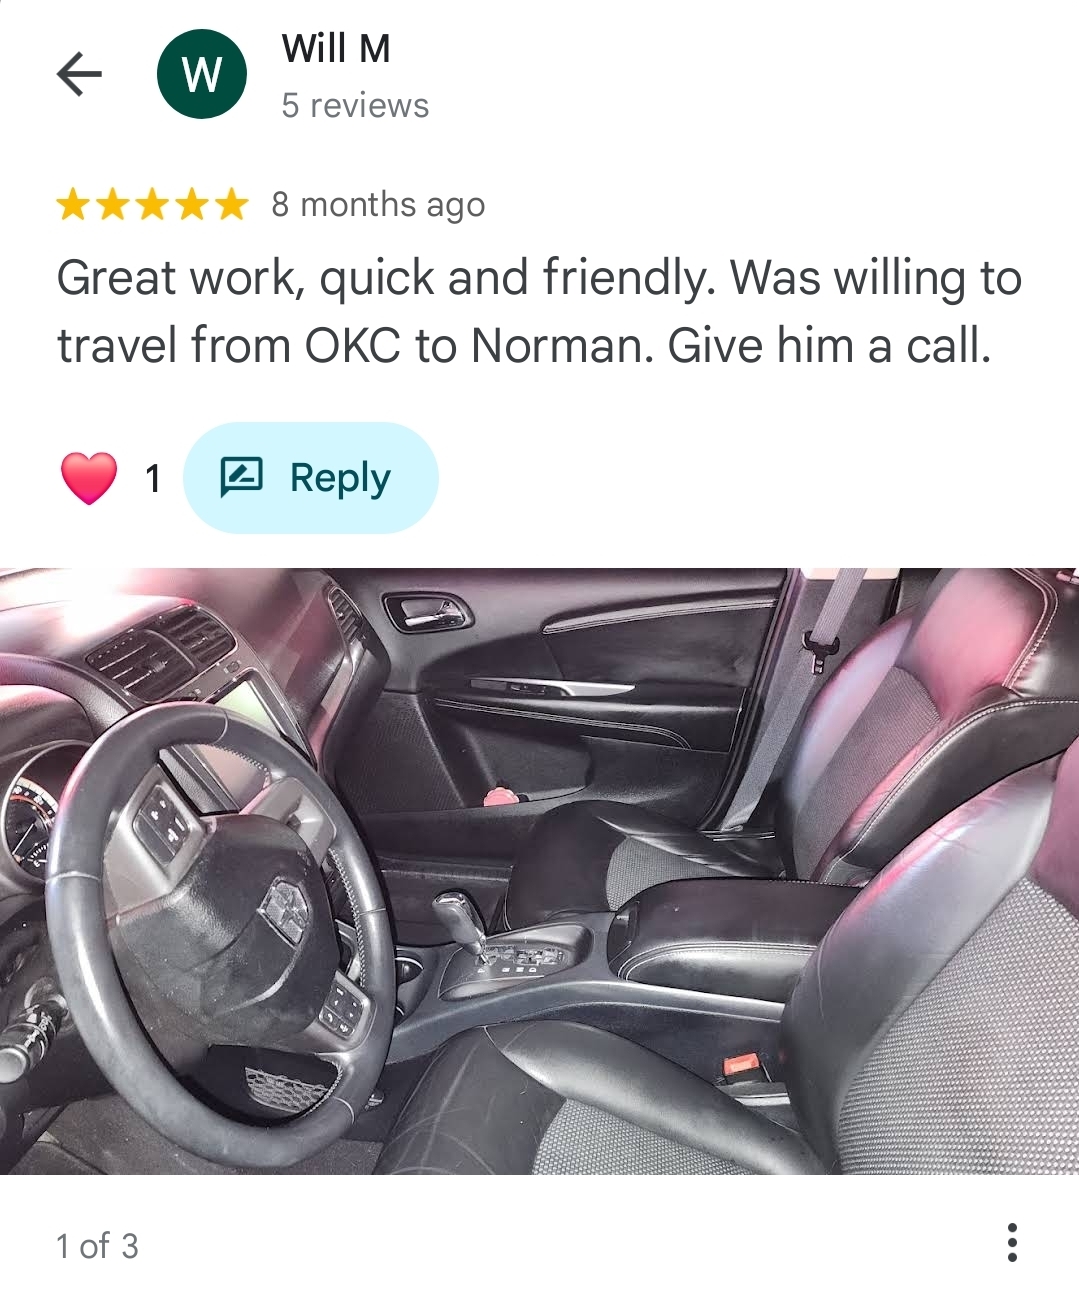 W
Will M
5 reviews
8 months ago
Great work, quick and friendly. Was willing to
travel from OKC to Norman. Give him a call.
1
Reply
1 of 3